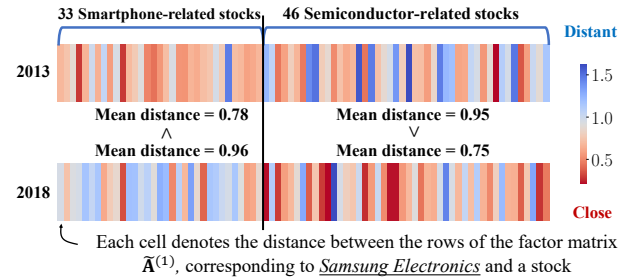 33 Smartphone-related stocks 46 Semiconductor-related stocks
Distant
2013
1.5
Mean distance = 0.78 Mean distance = 0.95
1.0
∧ ∨
Mean distance = 0.96 Mean distance = 0.75
0.5
2018
Close
Each cell denotes the distance between the rows of the factor matrix
Ã⁽¹⁾, corresponding to Samsung Electronics and a stock